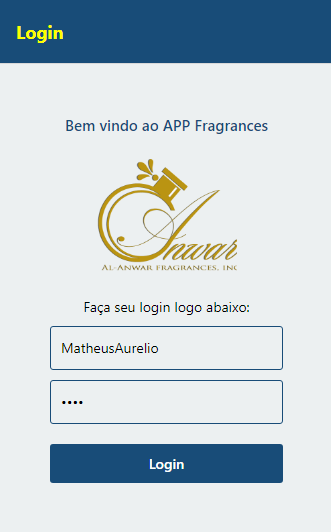 Login
Bem vindo ao APP Fragrances
Anwar
AL-ANWAR FRAGRANCES, INC
Faça seu login logo abaixo:
MatheusAurelio
••••
Login